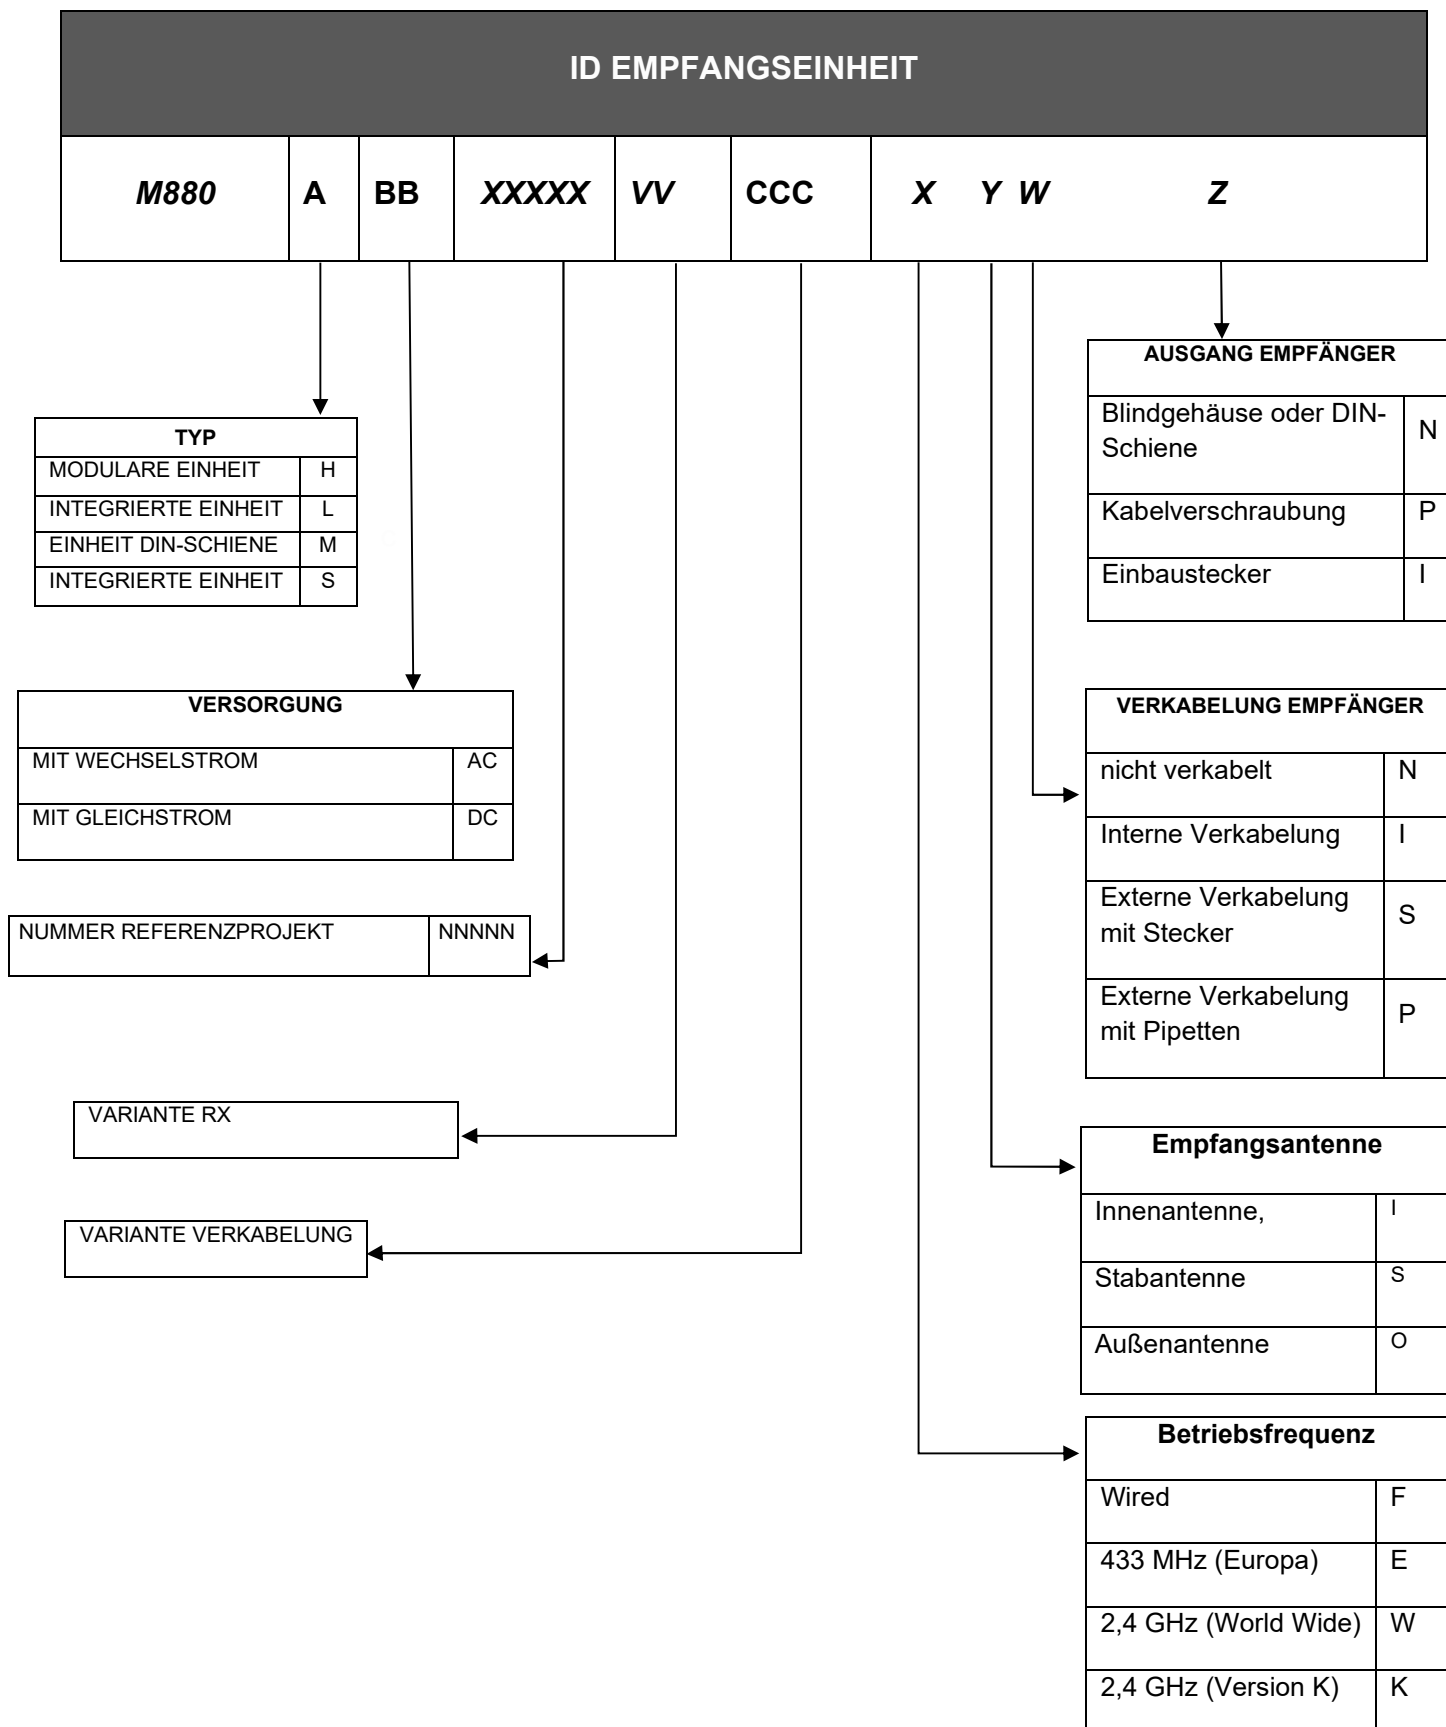 ID EMPFANGSEINHEIT
M880 A BB XXXXX VV CCC X Y W Z
AUSGANG EMPFÄNGER
Blindgehäuse oder DIN-
Schiene N
Kabelverschraubung P
Einbaustecker I
TYP
MODULARE EINHEIT H
INTEGRIERTE EINHEIT L
EINHEIT DIN-SCHIENE M
INTEGRIERTE EINHEIT S
VERSORGUNG
MIT WECHSELSTROM AC
MIT GLEICHSTROM DC
VERKABELUNG EMPFÄNGER
nicht verkabelt N
Interne Verkabelung I
Externe Verkabelung
mit Stecker S
Externe Verkabelung
mit Pipetten P
NUMMER REFERENZPROJEKT NNNNN
VARIANTE RX
VARIANTE VERKABELUNG
Empfangsantenne
Innenantenne, I
Stabantenne S
Außenantenne O
Betriebsfrequenz
Wired F
433 MHz (Europa) E
2,4 GHz (World Wide) W
2,4 GHz (Version K) K